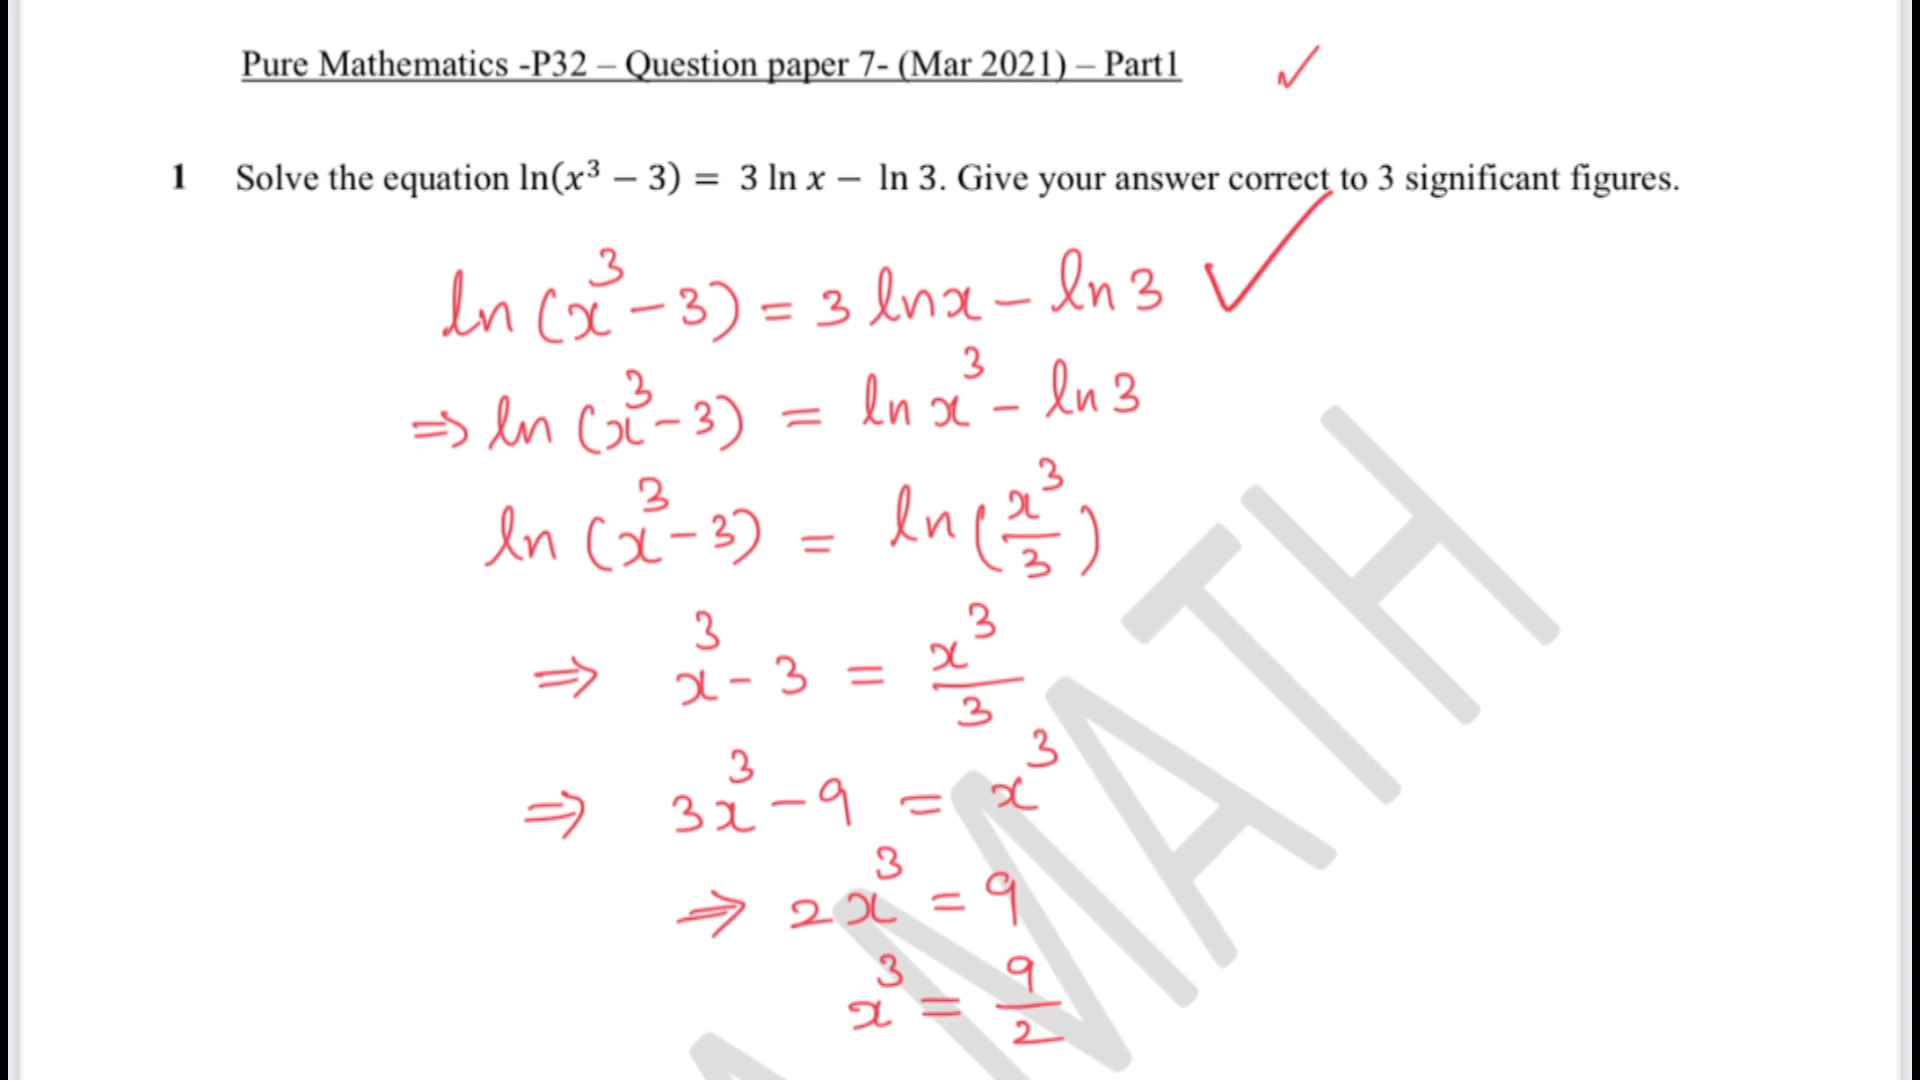 Pure Mathematics -P32 – Question paper 7- (Mar 2021) – Part1 ✓
1 Solve the equation ln(x³ − 3) = 3 ln x − ln 3. Give your answer correct to 3 significant figures.
ln (x³ − 3) = 3 ln x − ln 3 ✓
⇒ ln (x³ − 3) = ln x³ − ln 3
ln (x³ − 3) = ln (x³/3)
⇒ x³ − 3 = x³/3
⇒ 3x³ − 9 = x³
⇒ 2x³ = 9
x³ = 9/2
MATH